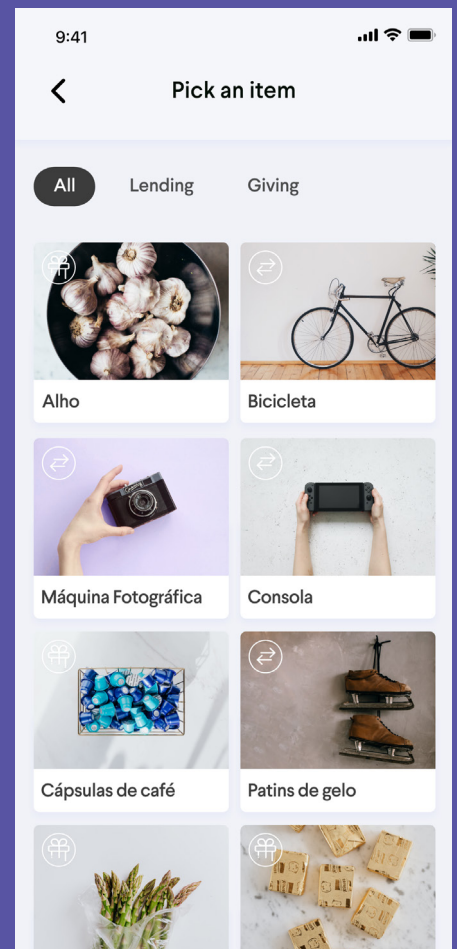 9:41
Pick an item
All Lending Giving
Alho Bicicleta
Máquina Fotográfica Consola
Cápsulas de café Patins de gelo